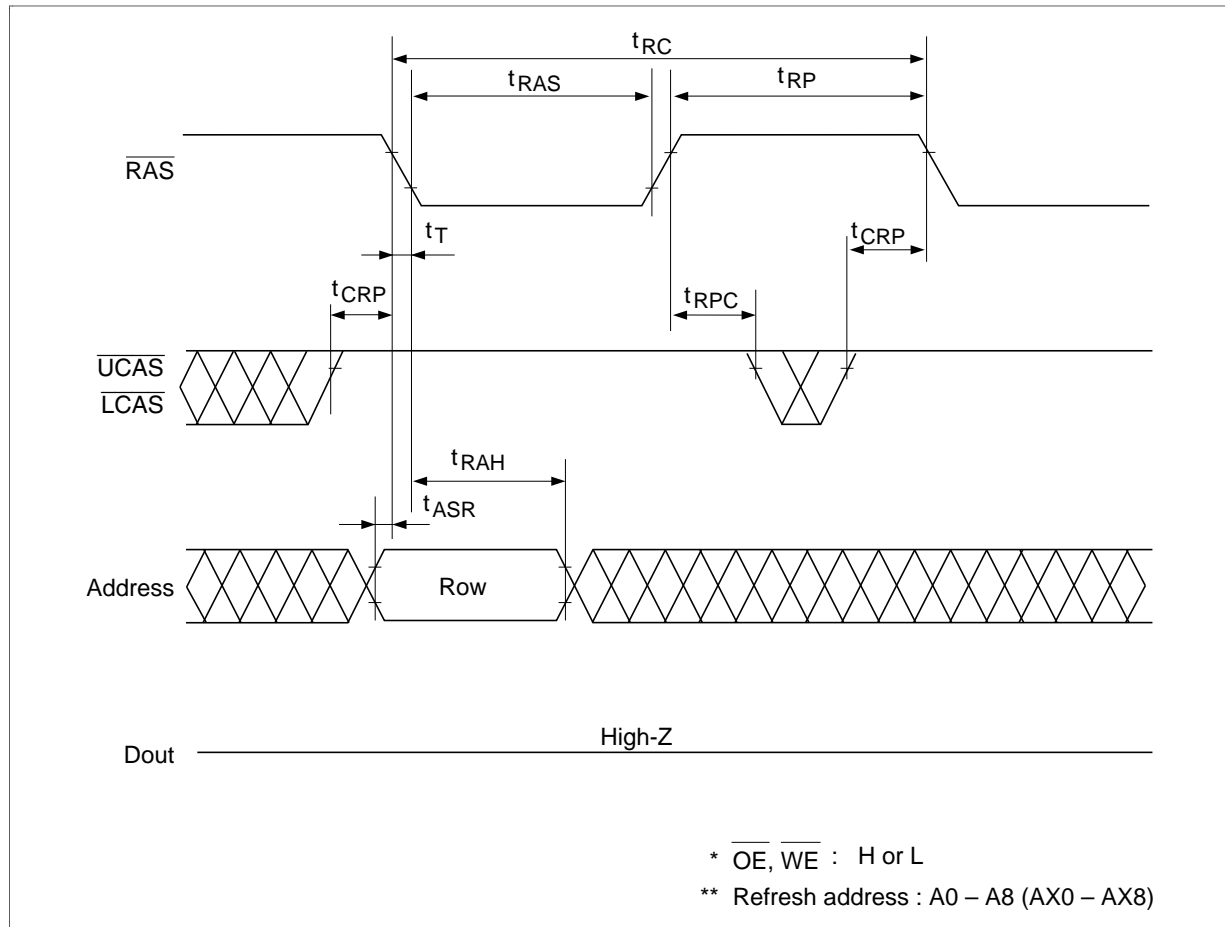 tRC
tRAS
tRP
RAS
tT
tCRP
tCRP
tRPC
UCAS
LCAS
tRAH
tASR
Address
Row
High-Z
Dout
* OE, WE : H or L
** Refresh address : A0 – A8 (AX0 – AX8)